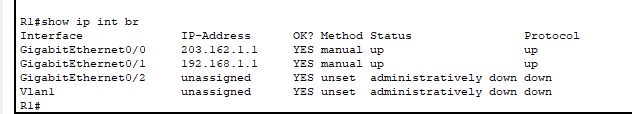 R1#show ip int br
Interface IP-Address OK? Method Status Protocol
GigabitEthernet0/0 203.162.1.1 YES manual up up
GigabitEthernet0/1 192.168.1.1 YES manual up up
GigabitEthernet0/2 unassigned YES unset administratively down down
Vlan1 unassigned YES unset administratively down down
R1#